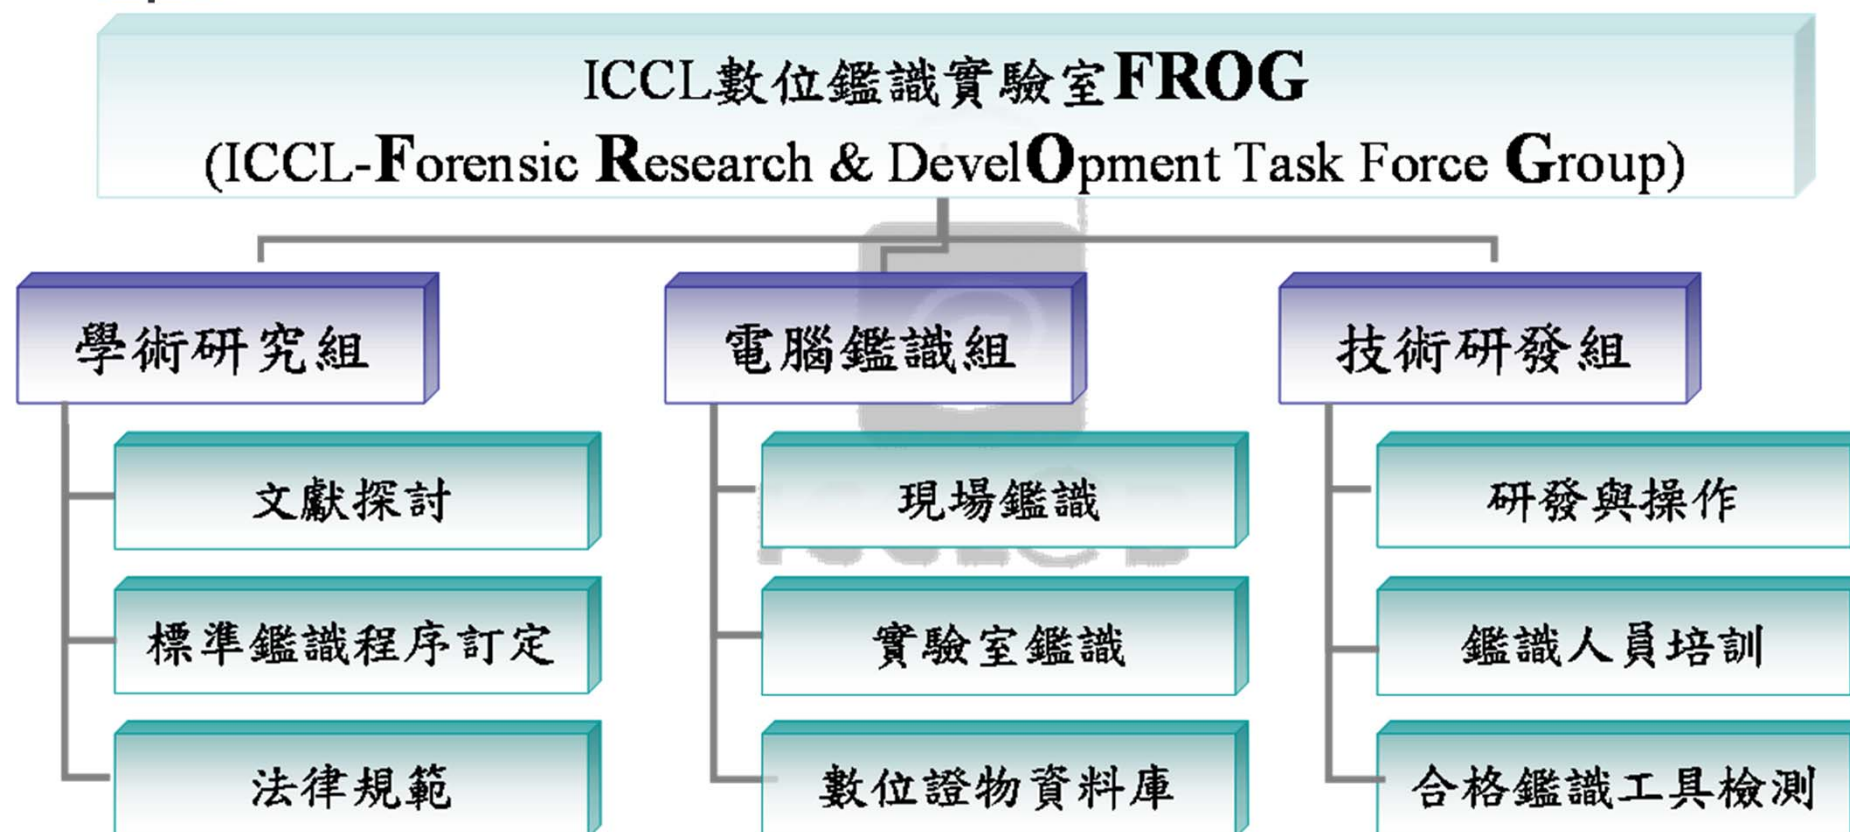 ICCL數位鑑識實驗室FROG
(ICCL-Forensic Research & DevelOpment Task Force Group)
學術研究組
文獻探討
標準鑑識程序訂定
法律規範
電腦鑑識組
現場鑑識
實驗室鑑識
數位證物資料庫
技術研發組
研發與操作
鑑識人員培訓
合格鑑識工具檢測